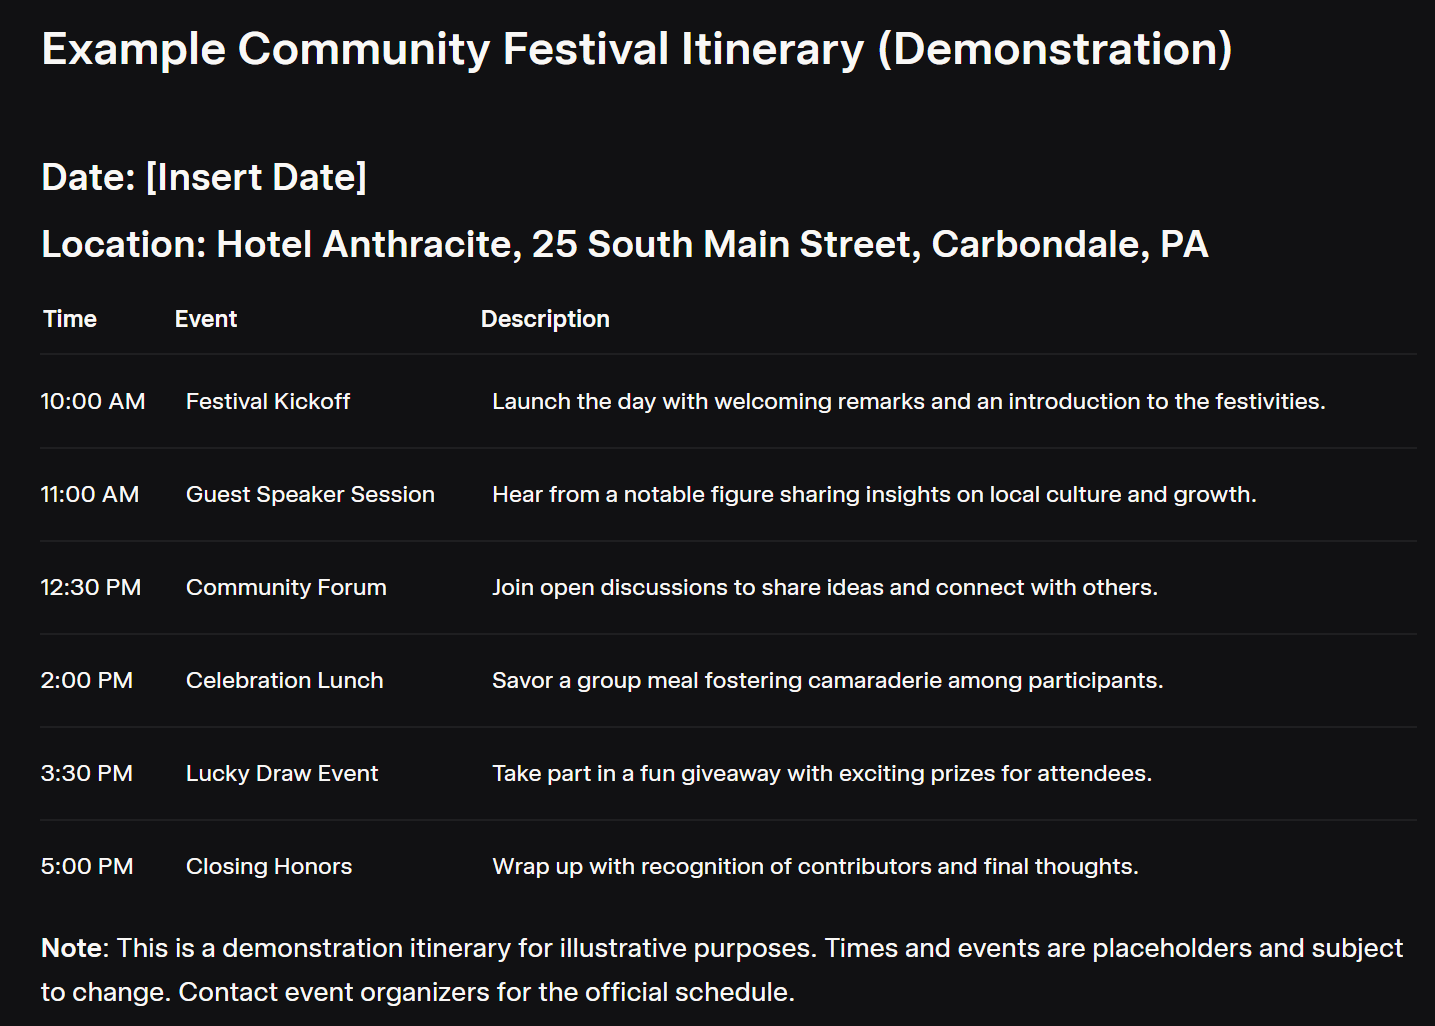 Example Community Festival Itinerary (Demonstration)
Date: [Insert Date]
Location: Hotel Anthracite, 25 South Main Street, Carbondale, PA
Time Event Description
10:00 AM Festival Kickoff Launch the day with welcoming remarks and an introduction to the festivities.
11:00 AM Guest Speaker Session Hear from a notable figure sharing insights on local culture and growth.
12:30 PM Community Forum Join open discussions to share ideas and connect with others.
2:00 PM Celebration Lunch Savor a group meal fostering camaraderie among participants.
3:30 PM Lucky Draw Event Take part in a fun giveaway with exciting prizes for attendees.
5:00 PM Closing Honors Wrap up with recognition of contributors and final thoughts.
Note: This is a demonstration itinerary for illustrative purposes. Times and events are placeholders and subject
to change. Contact event organizers for the official schedule.